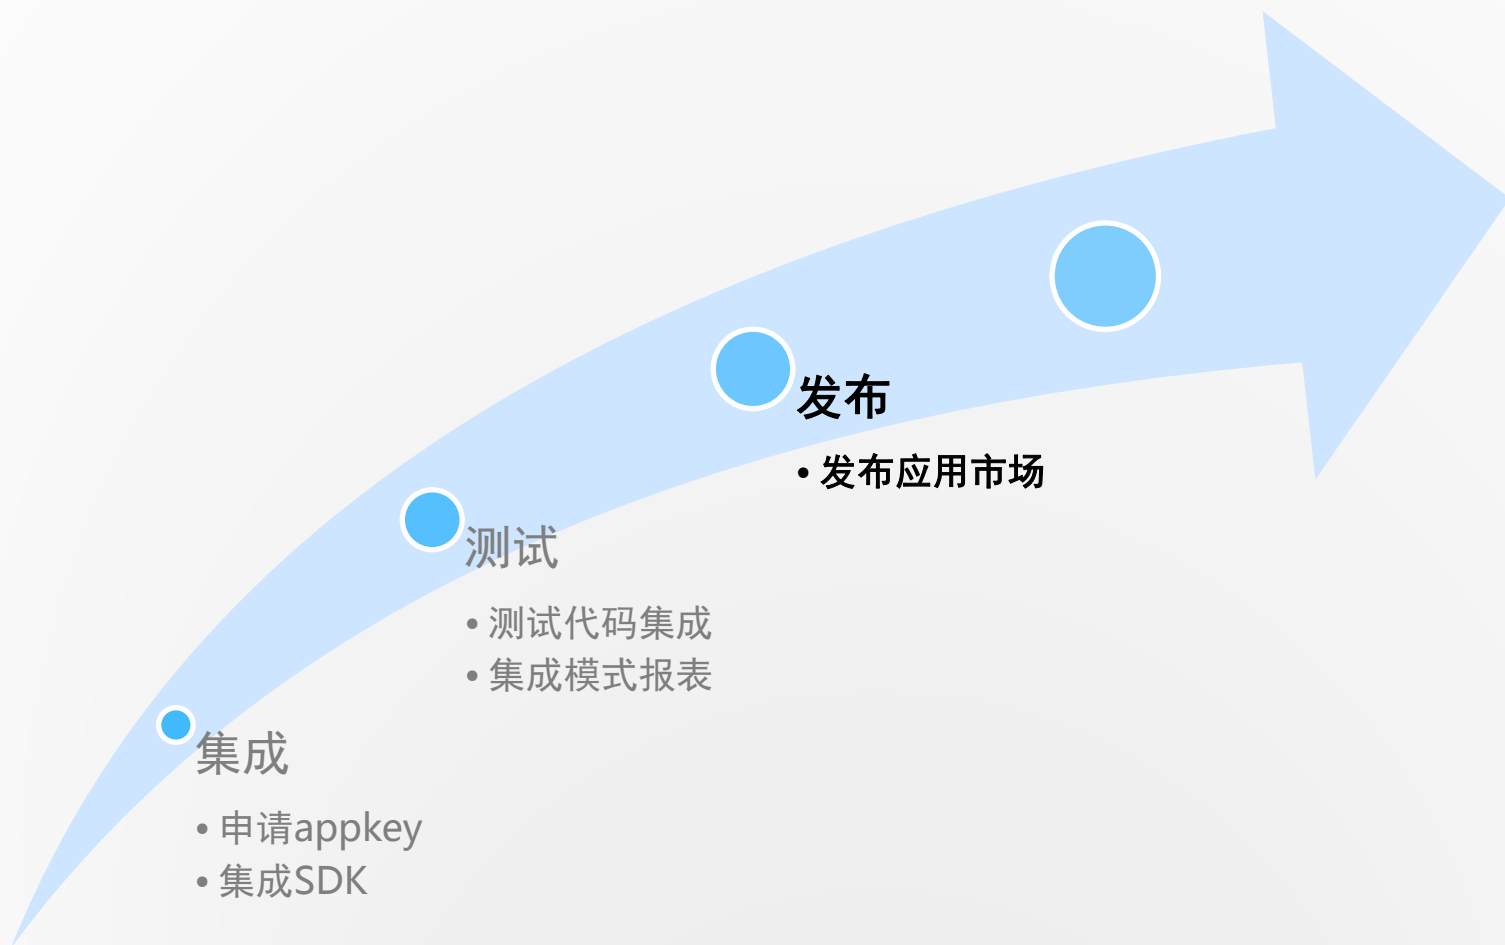 发布
• 发布应用市场
测试
• 测试代码集成
• 集成模式报表
集成
• 申请appkey
• 集成SDK